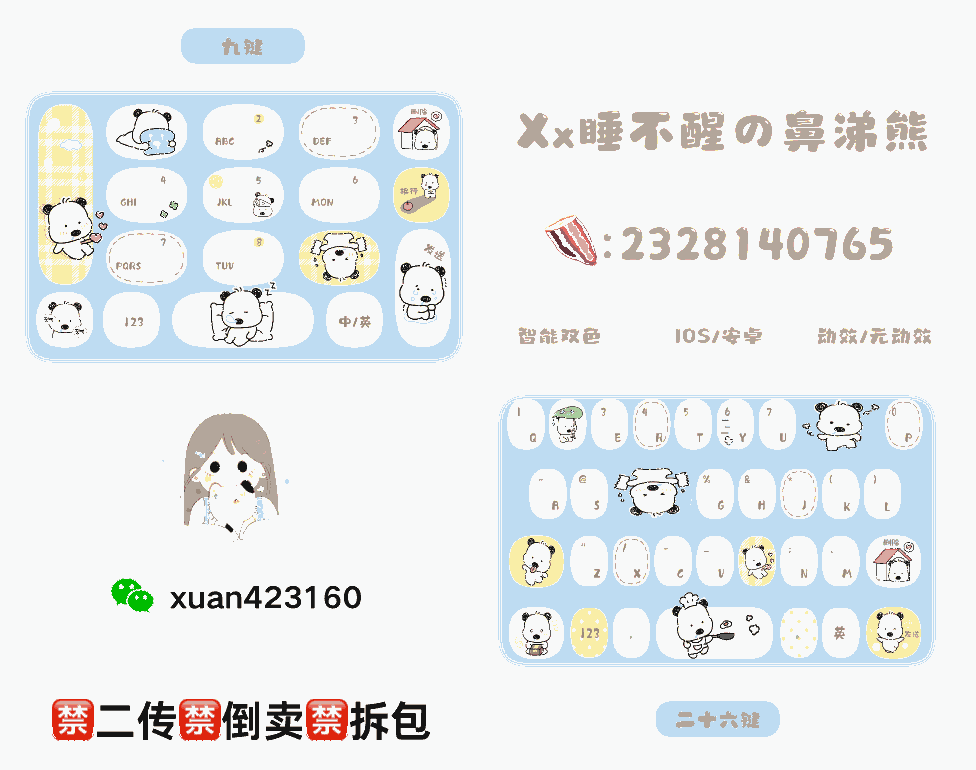 九键
删除
2
ABC
3
DEF
4
GHI
5
JKL
6
MON
旅行
7
PQRS
8
TUV
发送
123
zzz
中/英
Xx睡不醒の鼻涕熊
:2328140765
智能双色
IOS/安卓
动效/无动效
1 3 4 5 6 7 0
Q E R T Y U P
@ % & - ( )
A S G H J K L
删除
Z X C V N M
123 , 。 英 发送
二十六键
xuan423160
禁二传禁倒卖禁拆包